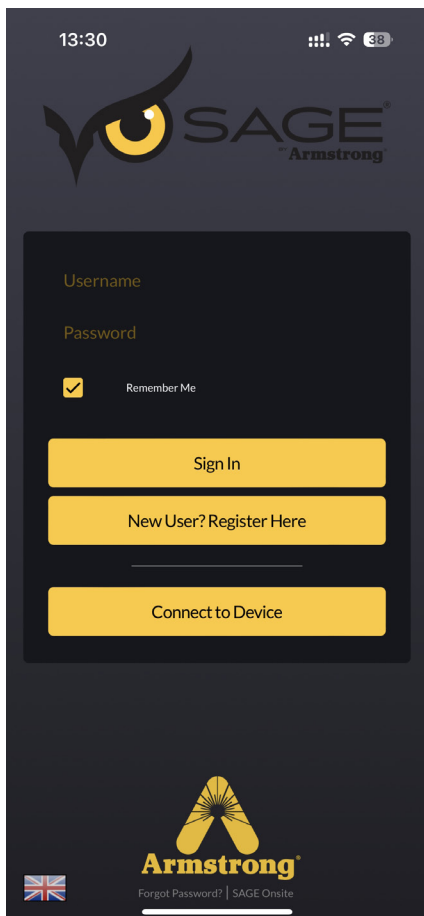 13:30
38
SAGE®
BY Armstrong®
Username
Password
Remember Me
Sign In
New User? Register Here
Connect to Device
Armstrong®
Forgot Password? | SAGE Onsite